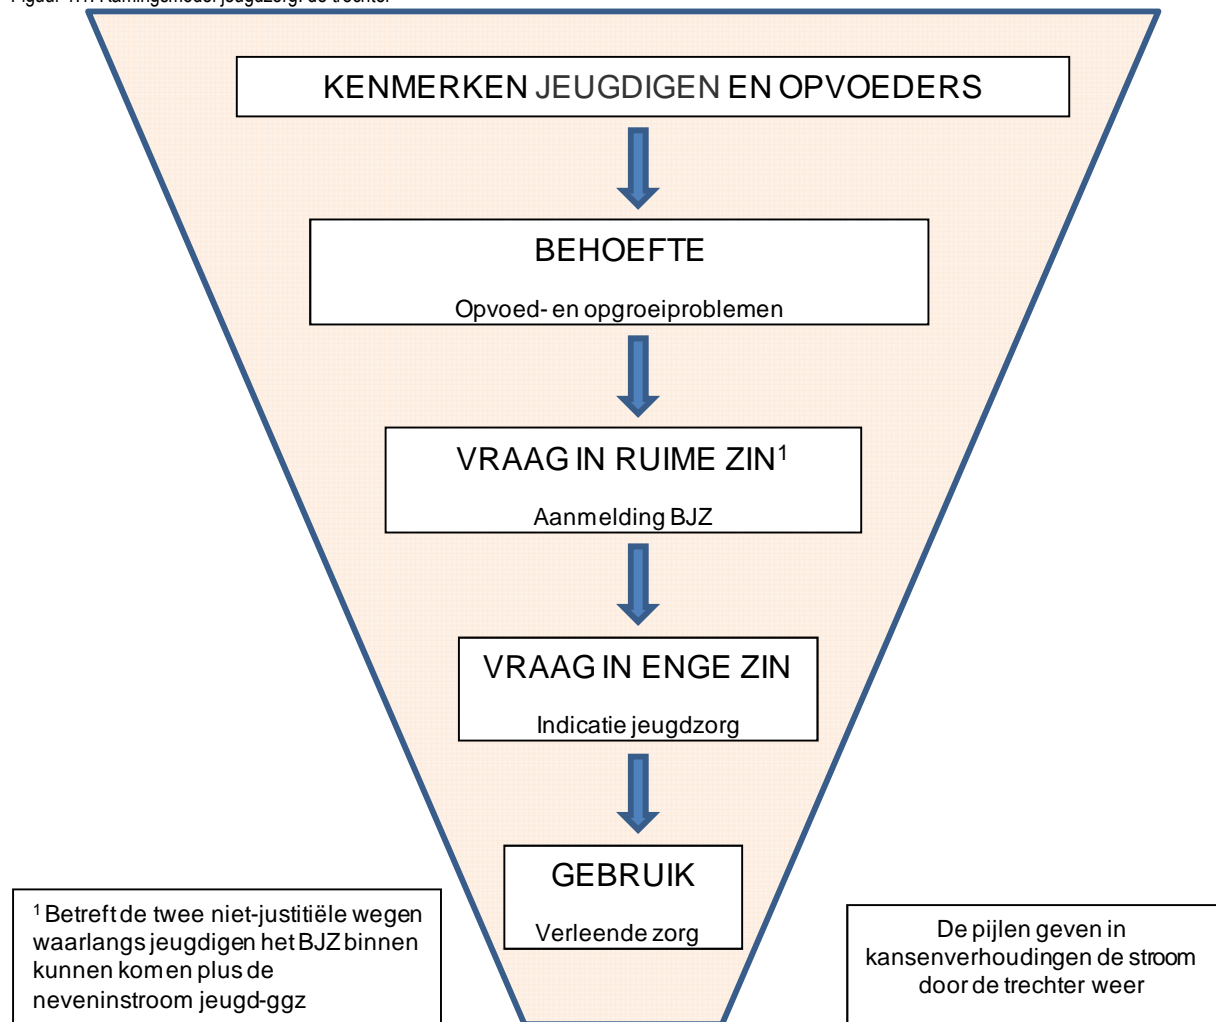 KENMERKEN JEUGDIGEN EN OPVOEDERS
BEHOEFTE
Opvoed- en opgroeiproblemen
VRAAG IN RUIME ZIN¹
Aanmelding BJZ
VRAAG IN ENGE ZIN
Indicatie jeugdzorg
GEBRUIK
Verleende zorg
¹ Betreft de twee niet-justitiële wegen
waarlangs jeugdigen het BJZ binnen
kunnen komen plus de
neveninstroom jeugd-ggz
De pijlen geven in
kansenverhoudingen de stroom
door de trechter weer